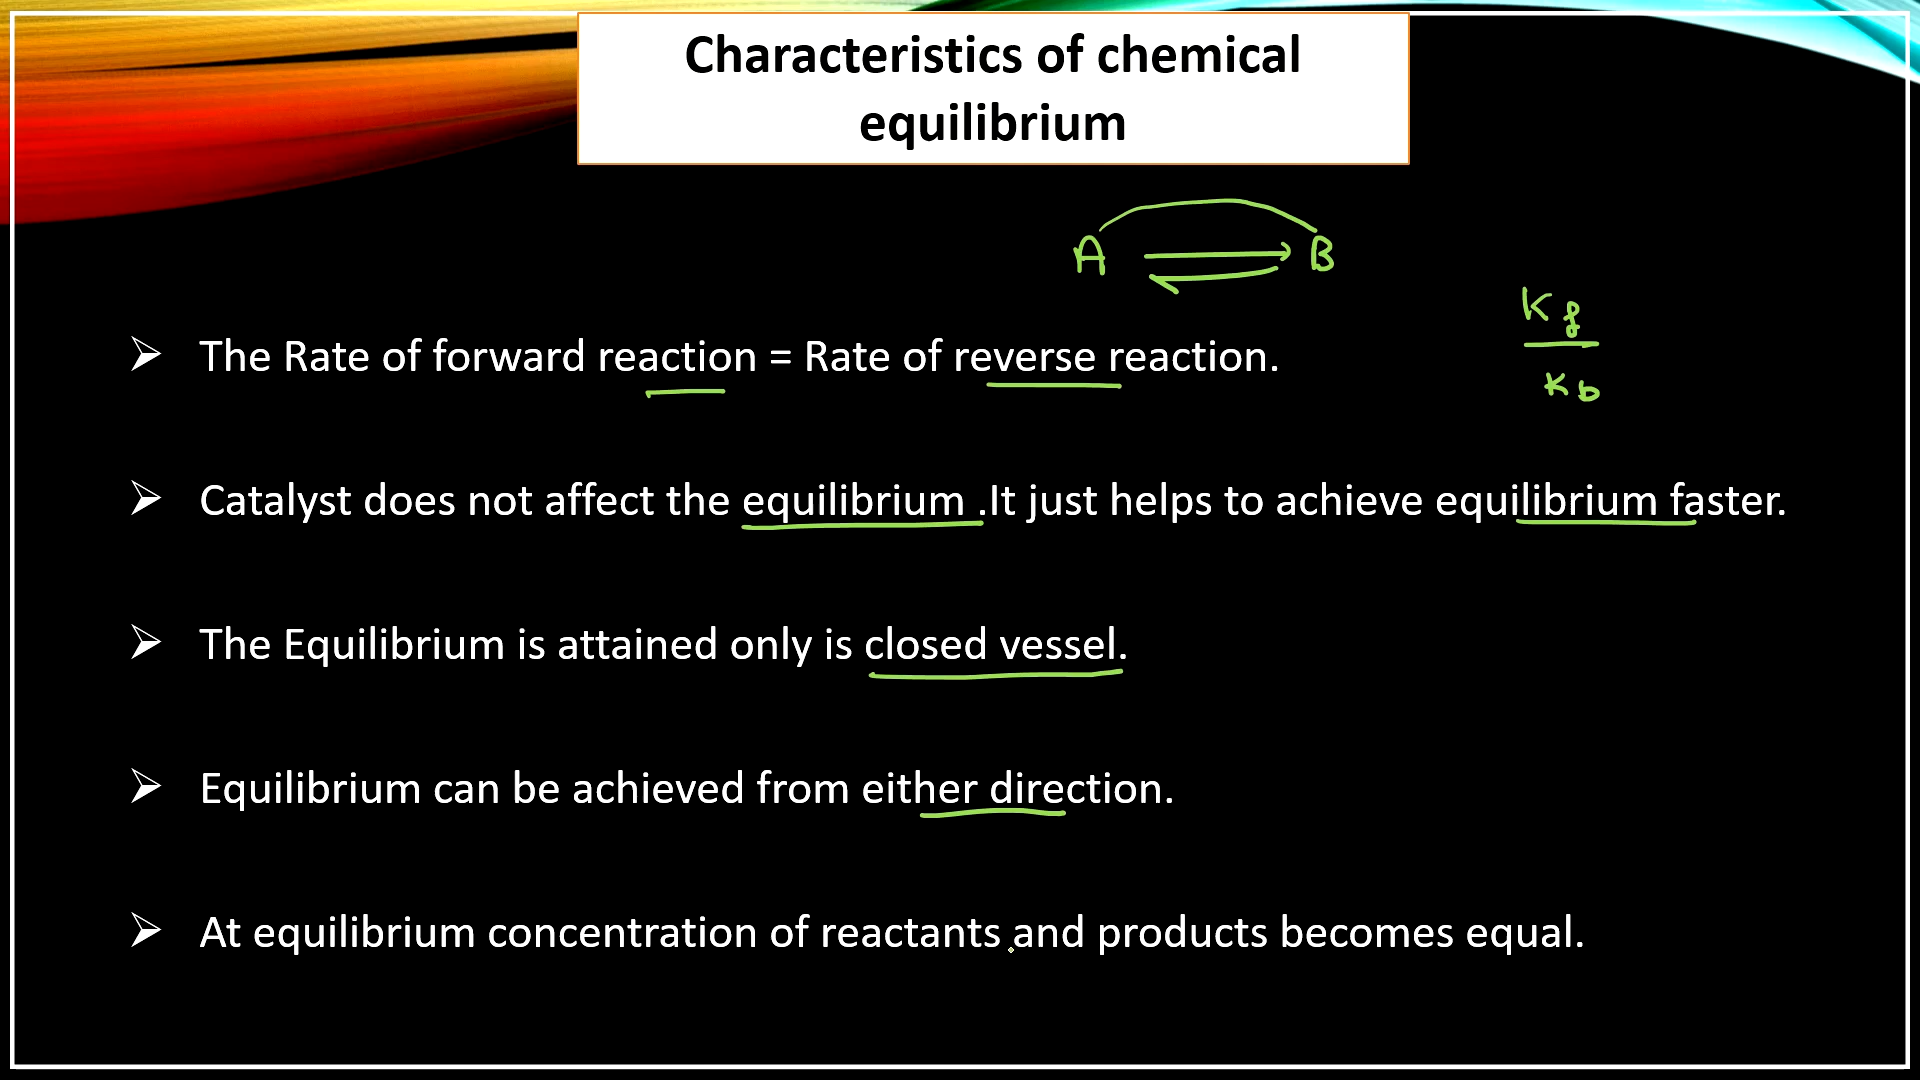 Characteristics of chemical
equilibrium
A ⇌ B
K f
K b
The Rate of forward reaction = Rate of reverse reaction.
Catalyst does not affect the equilibrium .It just helps to achieve equilibrium faster.
The Equilibrium is attained only is closed vessel.
Equilibrium can be achieved from either direction.
At equilibrium concentration of reactants and products becomes equal.